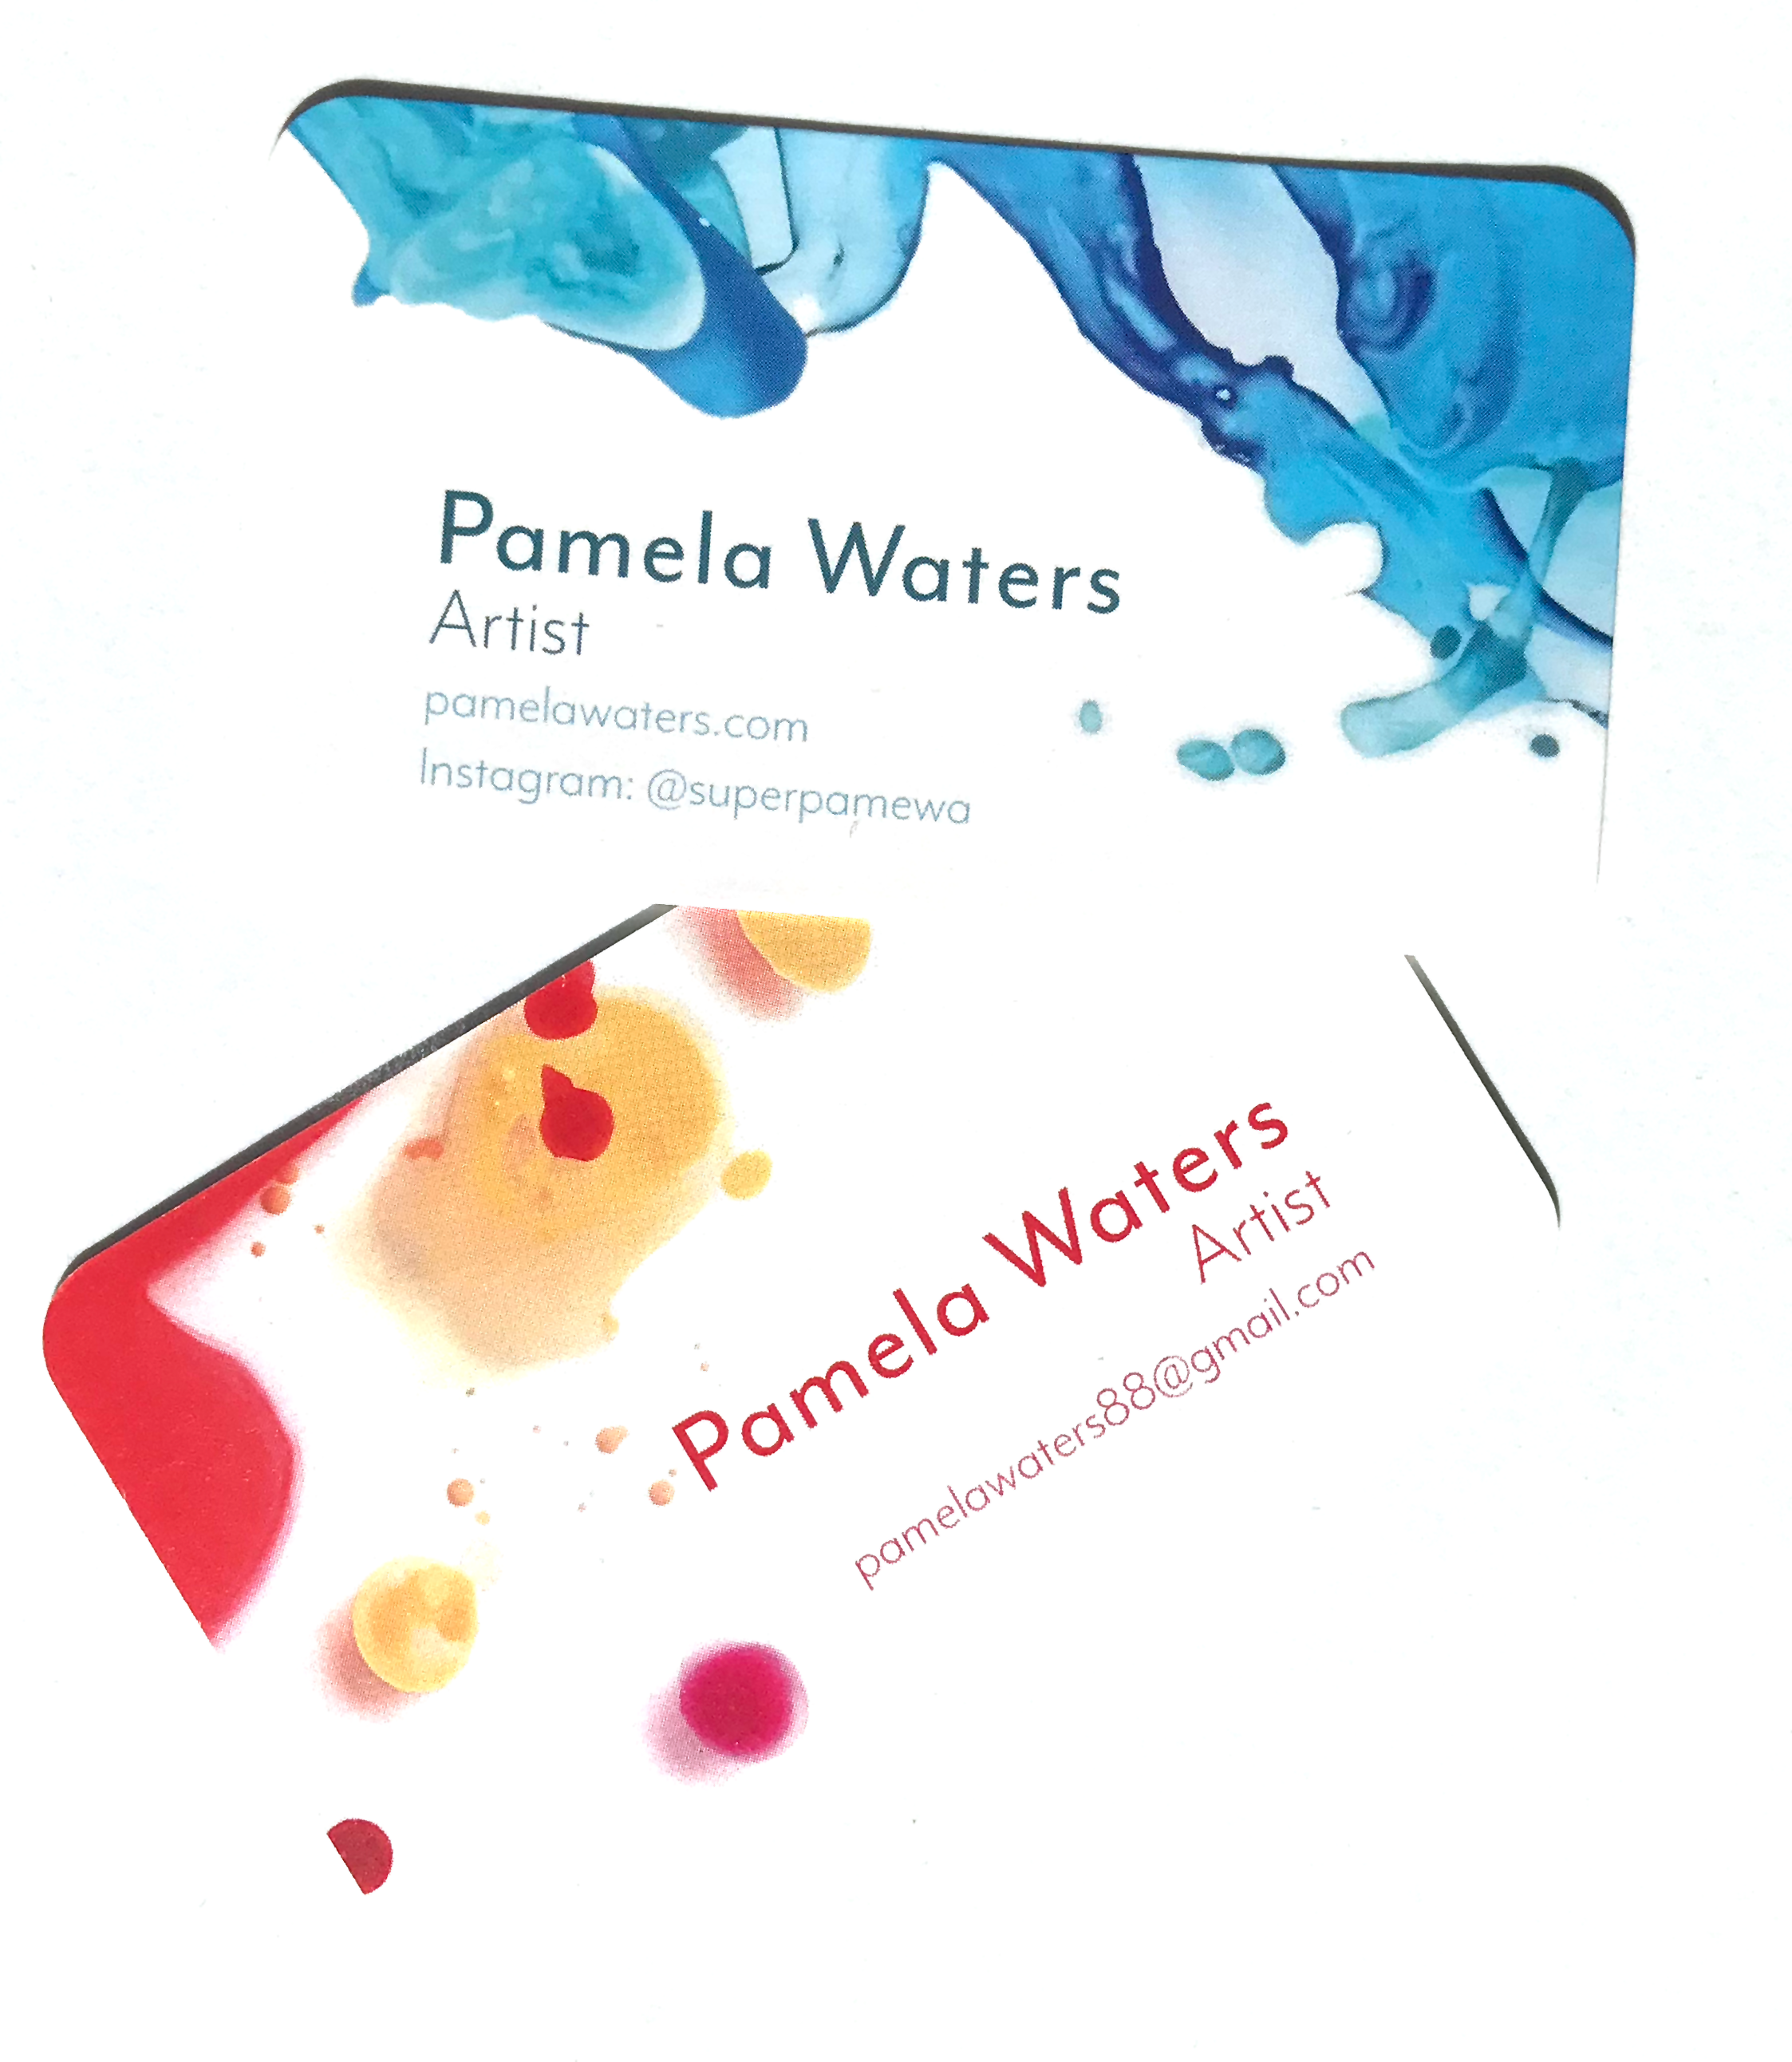 Pamela Waters
Artist
pamelawaters.com
Instagram: @superpamewa
Pamela Waters
Artist
pamelawaters88@gmail.com